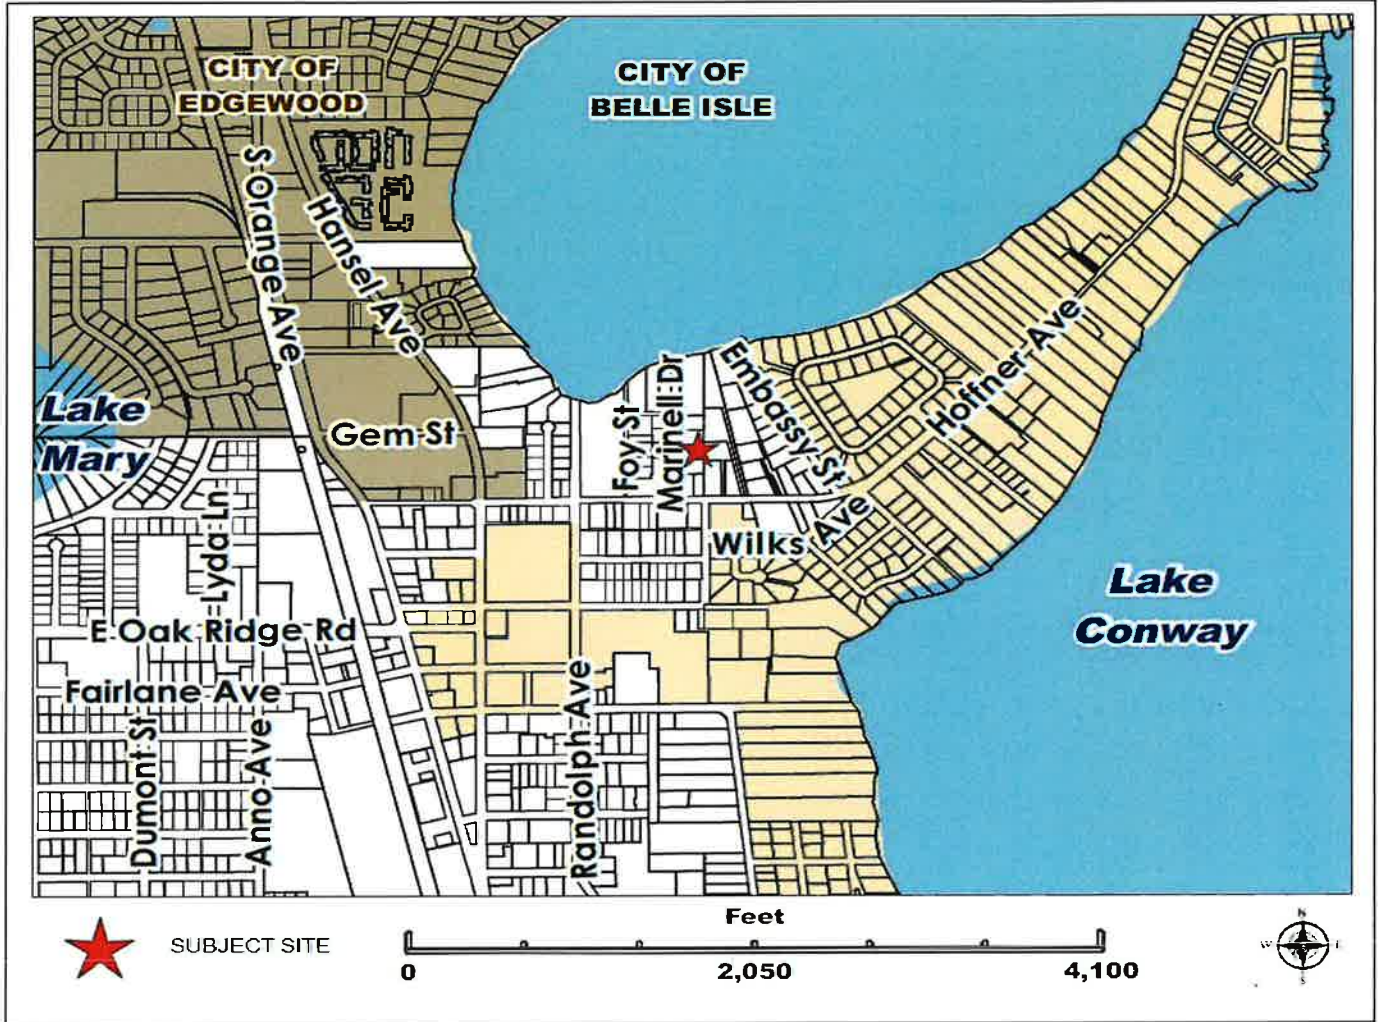 CITY OF
EDGEWOOD
CITY OF
BELLE ISLE
S Orange Ave
Hansel Ave
Lake
Mary
Gem St
Foy St
Marinell Dr
Embassy St
Hoffner Ave
Lyda Ln
Wilks Ave
E Oak Ridge Rd
Fairlane Ave
Dumont St
Anno Ave
Randolph Ave
Lake
Conway
SUBJECT SITE
Feet
0
2,050
4,100
N
W
E
S